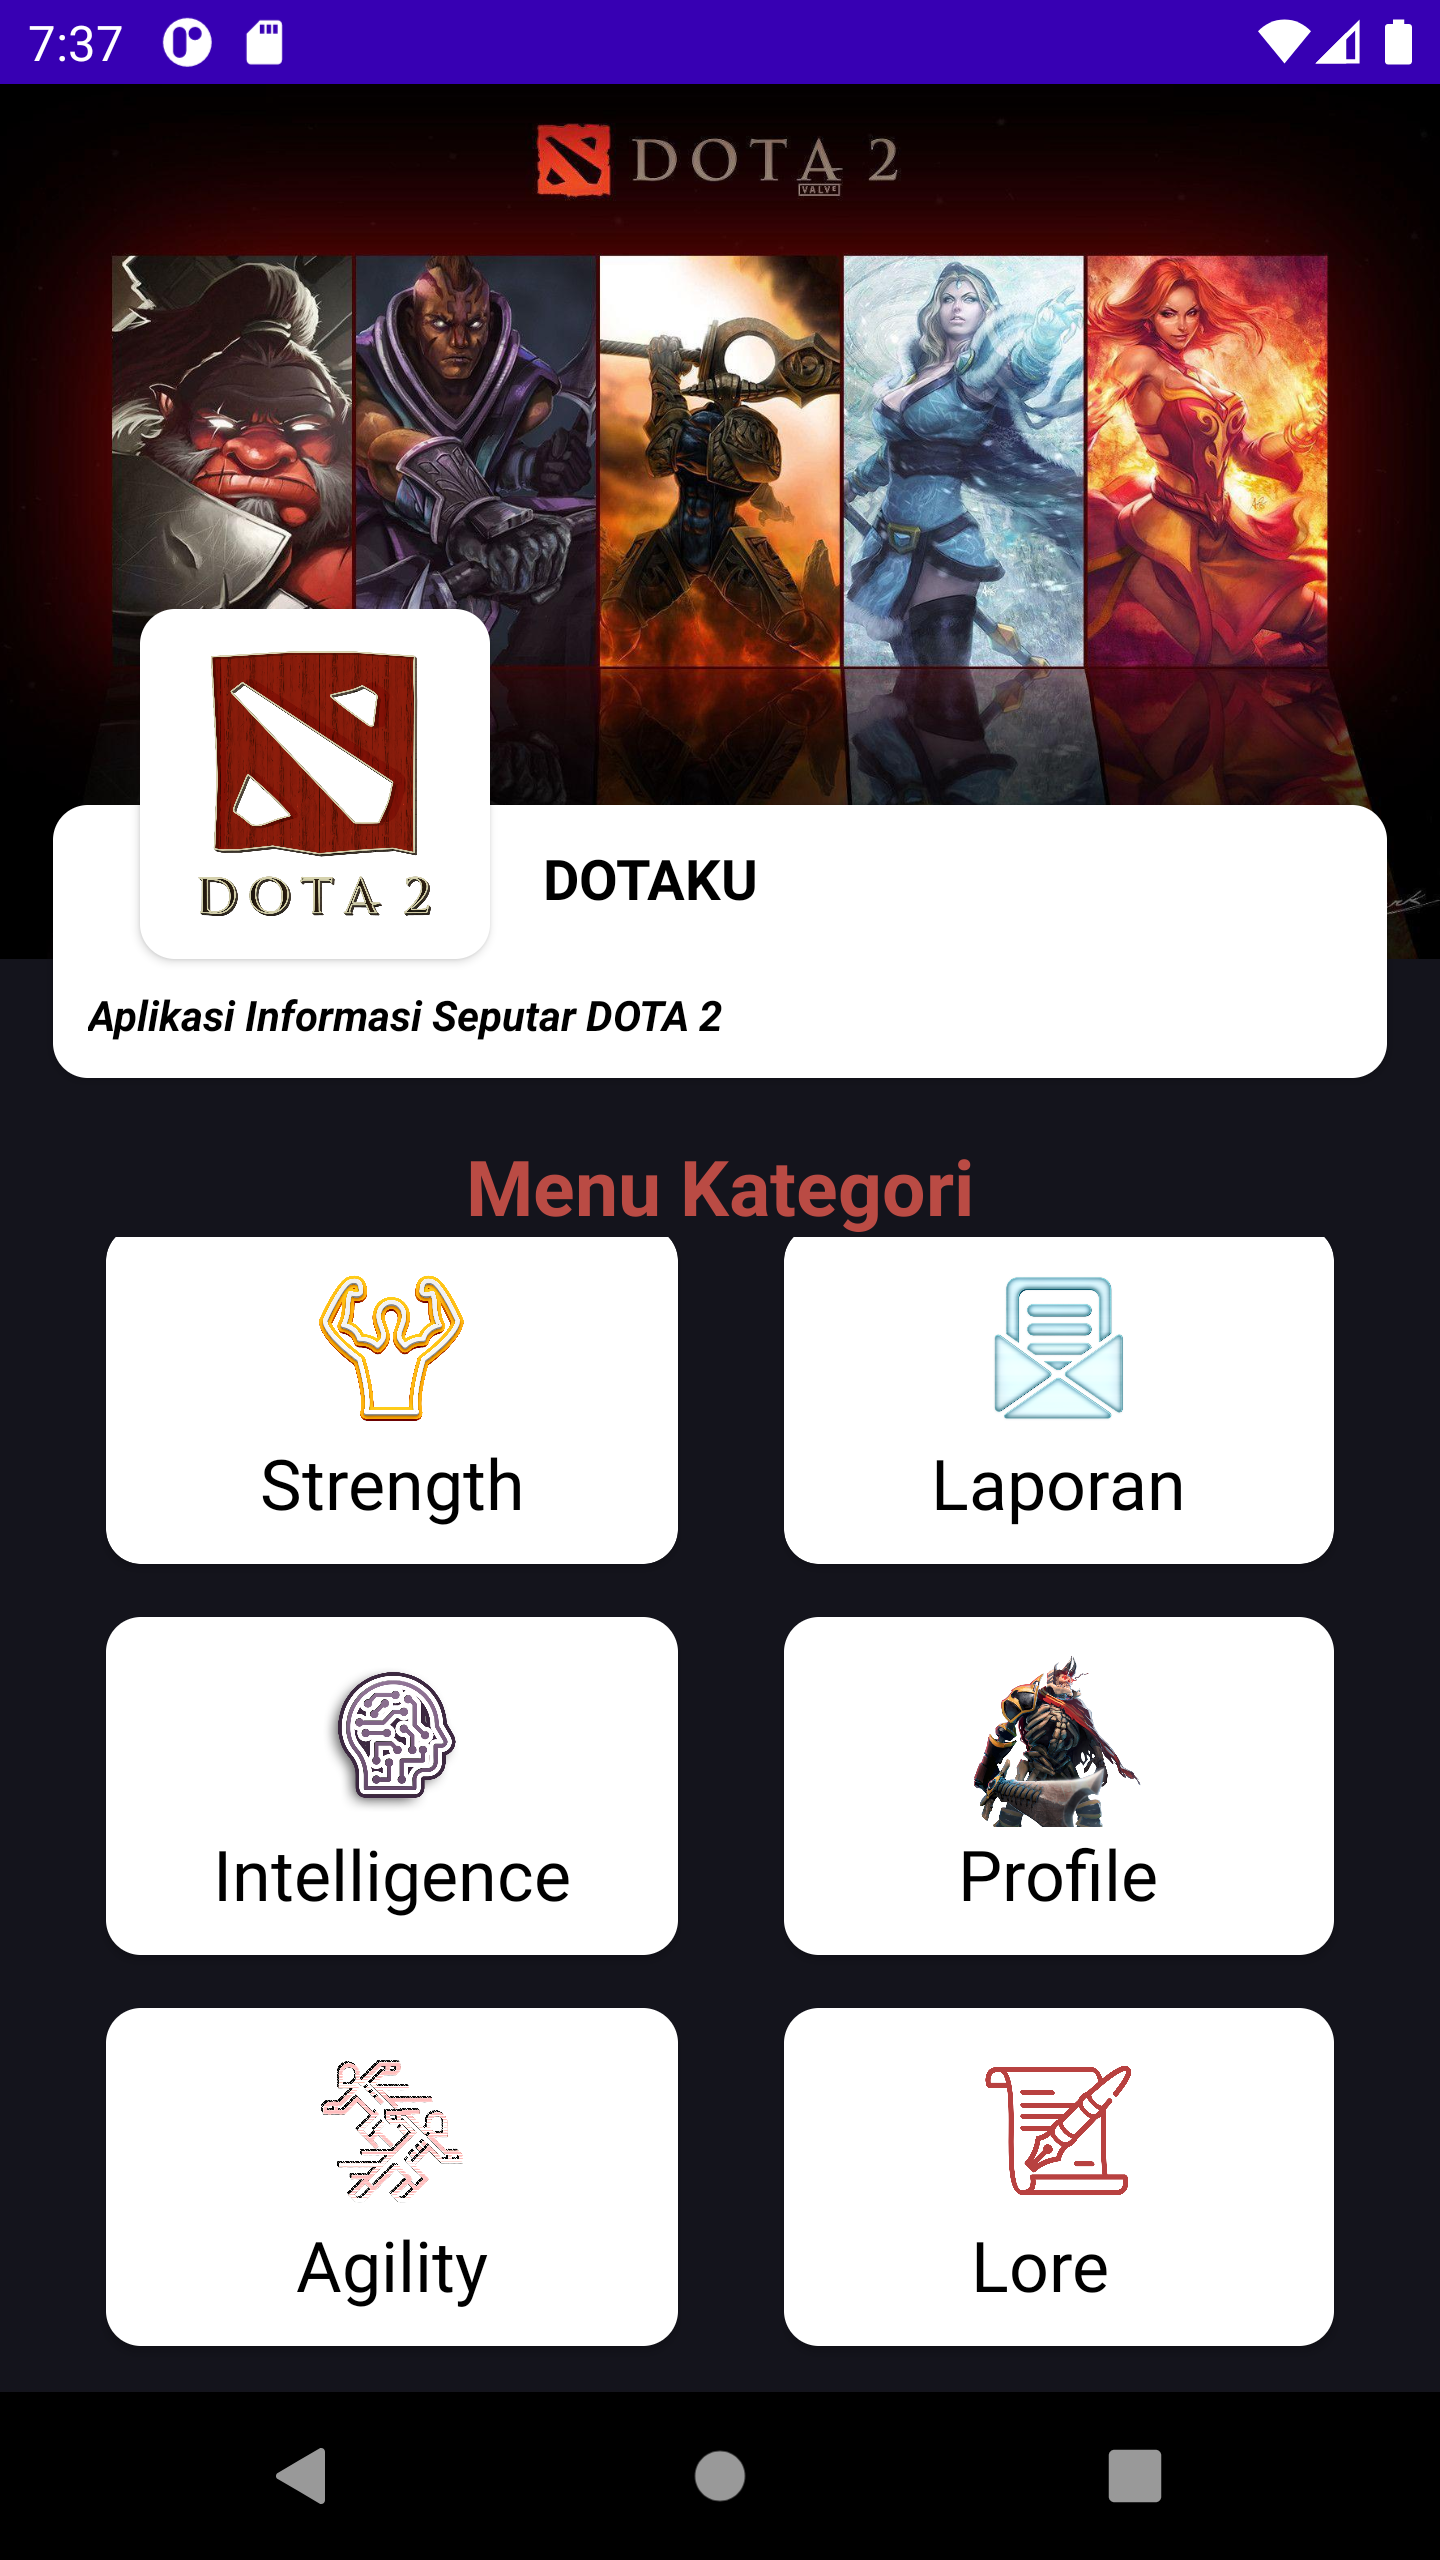 7:37
DOTA 2
VALVE
DOTA 2
DOTAKU
Aplikasi Informasi Seputar DOTA 2
Menu Kategori
Strength
Laporan
Intelligence
Profile
Agility
Lore